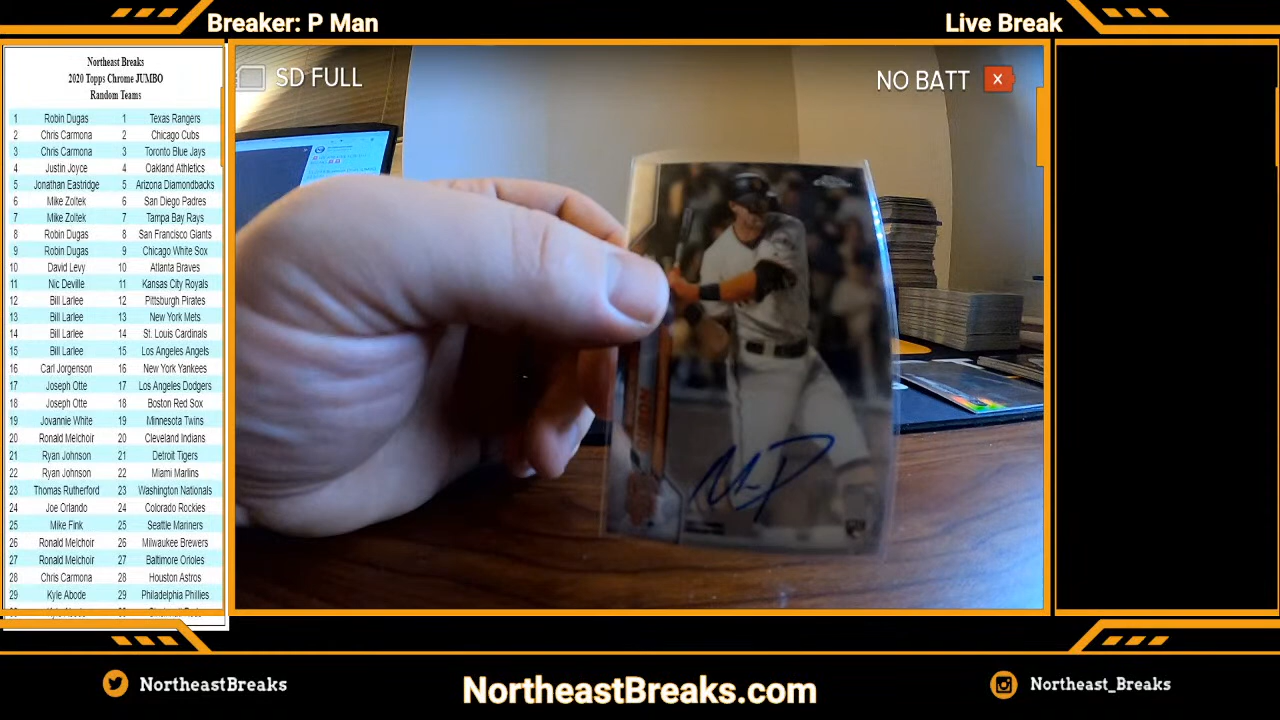 Breaker: P Man
Live Break
Northeast Breaks
2020 Topps Chrome JUMBO
Random Teams
1 Robin Dugas 1 Texas Rangers
2 Chris Carmona 2 Chicago Cubs
3 Chris Carmona 3 Toronto Blue Jays
4 Justin Joyce 4 Oakland Athletics
5 Jonathan Eastridge 5 Arizona Diamondbacks
6 Mike Zoitek 6 San Diego Padres
7 Mike Zoitek 7 Tampa Bay Rays
8 Robin Dugas 8 San Francisco Giants
9 Robin Dugas 9 Chicago White Sox
10 David Levy 10 Atlanta Braves
11 Nic Deville 11 Kansas City Royals
12 Bill Larlee 12 Pittsburgh Pirates
13 Bill Larlee 13 New York Mets
14 Bill Larlee 14 St. Louis Cardinals
15 Bill Larlee 15 Los Angeles Angels
16 Carl Jorgenson 16 New York Yankees
17 Joseph Otte 17 Los Angeles Dodgers
18 Joseph Otte 18 Boston Red Sox
19 Jovannie White 19 Minnesota Twins
20 Ronald Melchoir 20 Cleveland Indians
21 Ryan Johnson 21 Detroit Tigers
22 Ryan Johnson 22 Miami Marlins
23 Thomas Rutherford 23 Washington Nationals
24 Joe Orlando 24 Colorado Rockies
25 Mike Fink 25 Seattle Mariners
26 Ronald Melchoir 26 Milwaukee Brewers
27 Ronald Melchoir 27 Baltimore Orioles
28 Chris Carmona 28 Houston Astros
29 Kyle Abode 29 Philadelphia Phillies
SD FULL
NO BATT
NortheastBreaks
NortheastBreaks.com
Northeast_Breaks